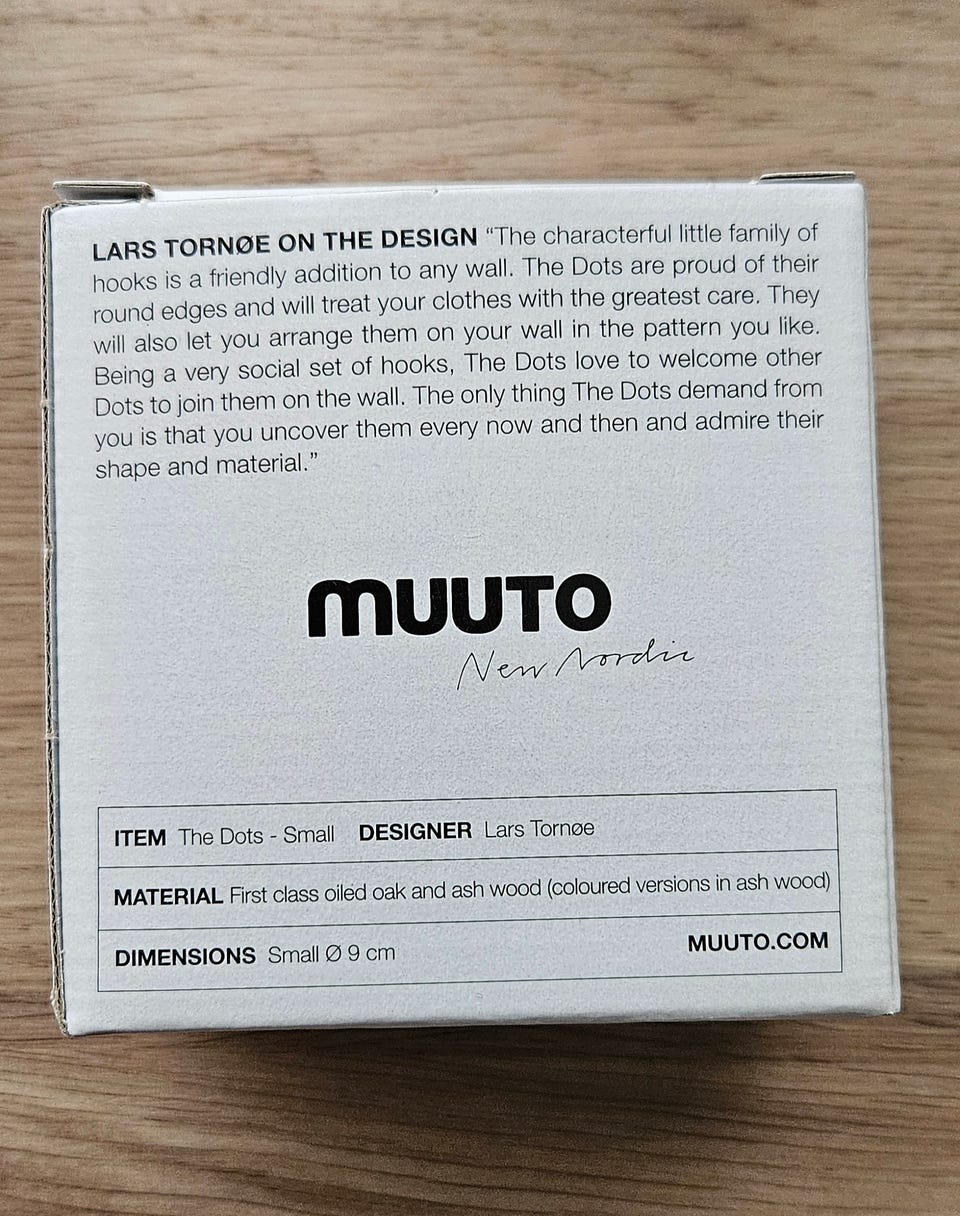 LARS TORNØE ON THE DESIGN “The characterful little family of
hooks is a friendly addition to any wall. The Dots are proud of their
round edges and will treat your clothes with the greatest care. They
will also let you arrange them on your wall in the pattern you like.
Being a very social set of hooks, The Dots love to welcome other
Dots to join them on the wall. The only thing The Dots demand from
you is that you uncover them every now and then and admire their
shape and material.”
MUUTO
New Nordic
ITEM The Dots - Small DESIGNER Lars Tornøe
MATERIAL First class oiled oak and ash wood (coloured versions in ash wood)
DIMENSIONS Small Ø 9 cm MUUTO.COM